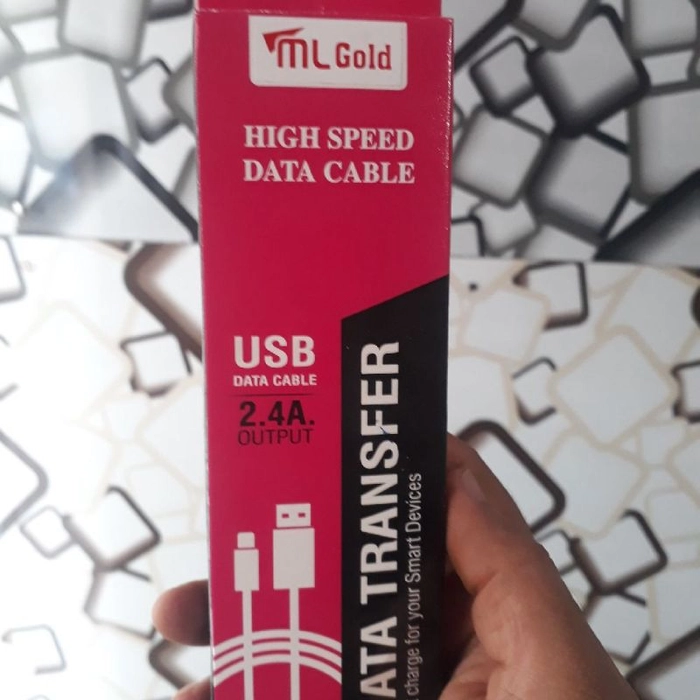 ML Gold
HIGH SPEED
DATA CABLE
USB
DATA CABLE
2.4A.
OUTPUT
ATA TRANSFER
charge for your Smart Devices